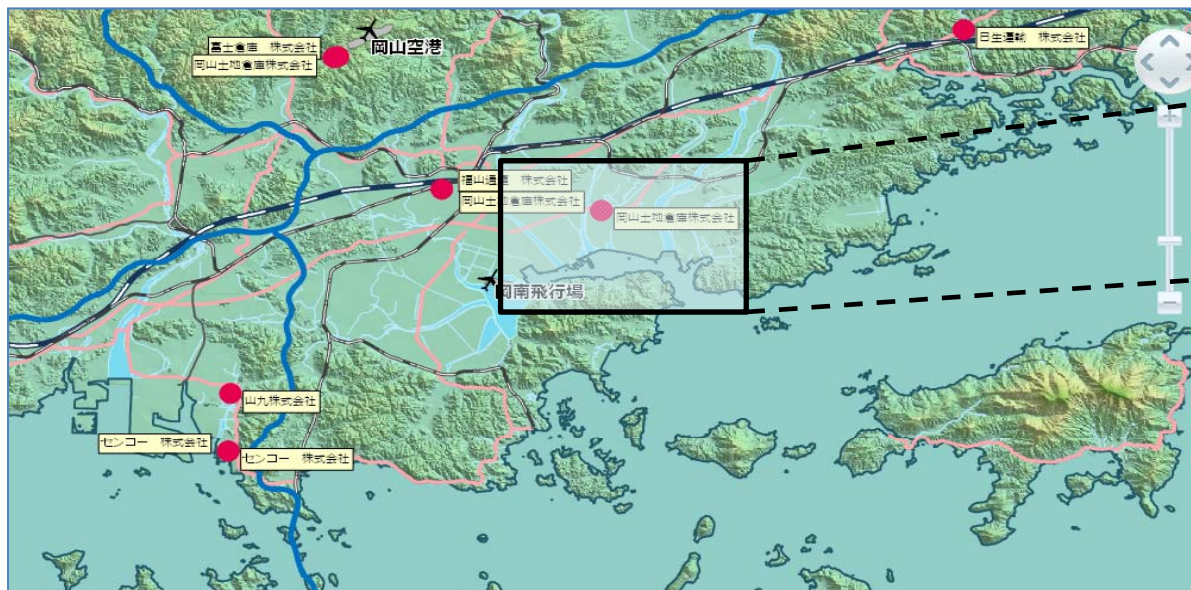 富士倉庫 株式会社
岡山土地倉庫株式会社
岡山空港
日生運輸 株式会社
福山通運 株式会社
岡山土地倉庫株式会社
岡山土地倉庫株式会社
岡南飛行場
山九株式会社
センコー 株式会社
センコー 株式会社